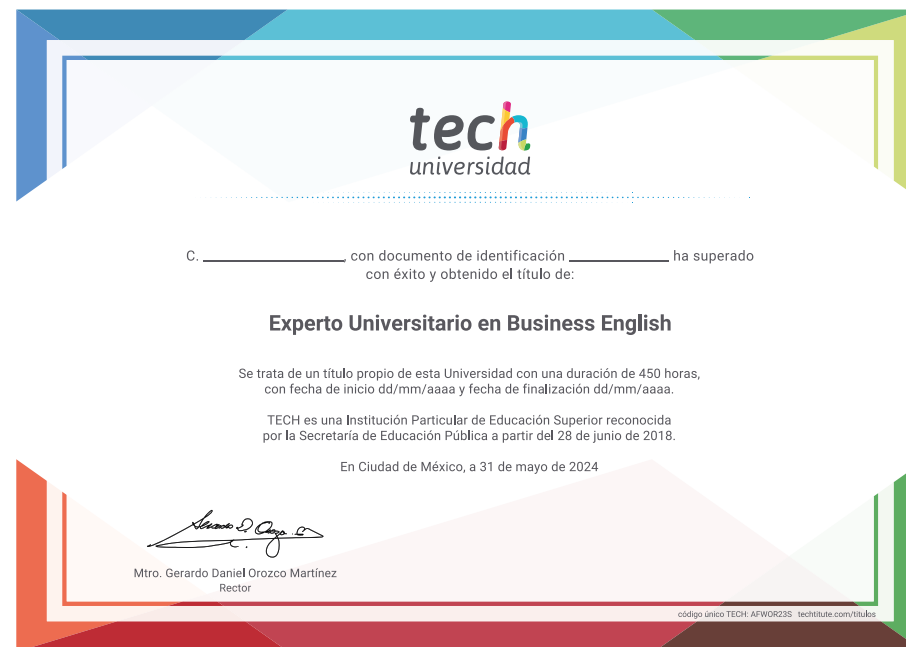 tech
universidad
C. ____________, con documento de identificación ____________ ha superado
con éxito y obtenido el título de:
Experto Universitario en Business English
Se trata de un título propio de esta Universidad con una duración de 450 horas,
con fecha de inicio dd/mm/aaaa y fecha de finalización dd/mm/aaaa.
TECH es una Institución Particular de Educación Superior reconocida
por la Secretaría de Educación Pública a partir del 28 de junio de 2018.
En Ciudad de México, a 31 de mayo de 2024
Mtro. Gerardo Daniel Orozco Martínez
Rector
código único TECH: AFWOR23S techtitute.com/titulos